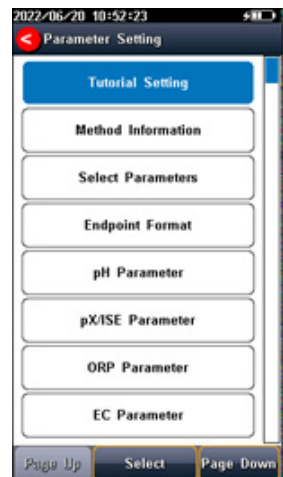 2022/06/20 10:52:23
Parameter Setting
Tutorial Setting
Method Information
Select Parameters
Endpoint Format
pH Parameter
pX/ISE Parameter
ORP Parameter
EC Parameter
Page Up Select Page Down